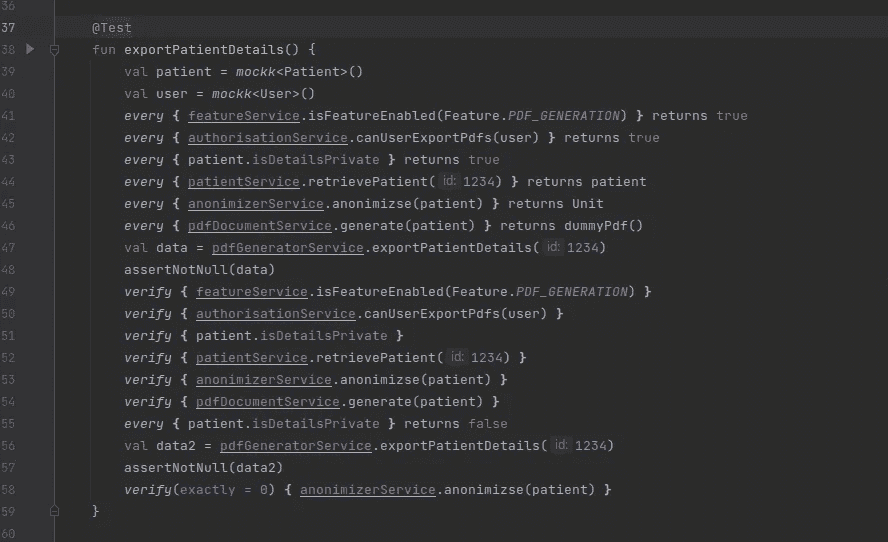 36
37 @Test
38 fun exportPatientDetails() {
39 val patient = mockk<Patient>()
40 val user = mockk<User>()
41 every { featureService.isFeatureEnabled(Feature.PDF_GENERATION) } returns true
42 every { authorisationService.canUserExportPdfs(user) } returns true
43 every { patient.isDetailsPrivate } returns true
44 every { patientService.retrievePatient( id: 1234) } returns patient
45 every { anonimizerService.anonimizse(patient) } returns Unit
46 every { pdfDocumentService.generate(patient) } returns dummyPdf()
47 val data = pdfGeneratorService.exportPatientDetails( id: 1234)
48 assertNotNull(data)
49 verify { featureService.isFeatureEnabled(Feature.PDF_GENERATION) }
50 verify { authorisationService.canUserExportPdfs(user) }
51 verify { patient.isDetailsPrivate }
52 verify { patientService.retrievePatient( id: 1234) }
53 verify { anonimizerService.anonimizse(patient) }
54 verify { pdfDocumentService.generate(patient) }
55 every { patient.isDetailsPrivate } returns false
56 val data2 = pdfGeneratorService.exportPatientDetails( id: 1234)
57 assertNotNull(data2)
58 verify(exactly = 0) { anonimizerService.anonimizse(patient) }
59 }
60